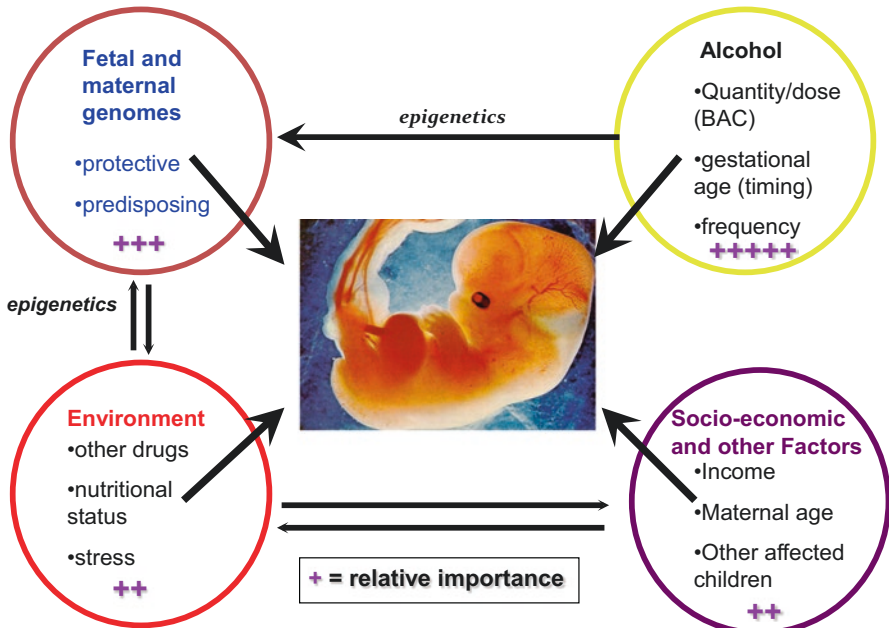 Fetal and
maternal
genomes
•protective
•predisposing
+++
Alcohol
•Quantity/dose
(BAC)
•gestational
age (timing)
•frequency
+++++
epigenetics
epigenetics
Environment
•other drugs
•nutritional
status
•stress
++
Socio-economic
and other Factors
•Income
•Maternal age
•Other affected
children
++
+ = relative importance